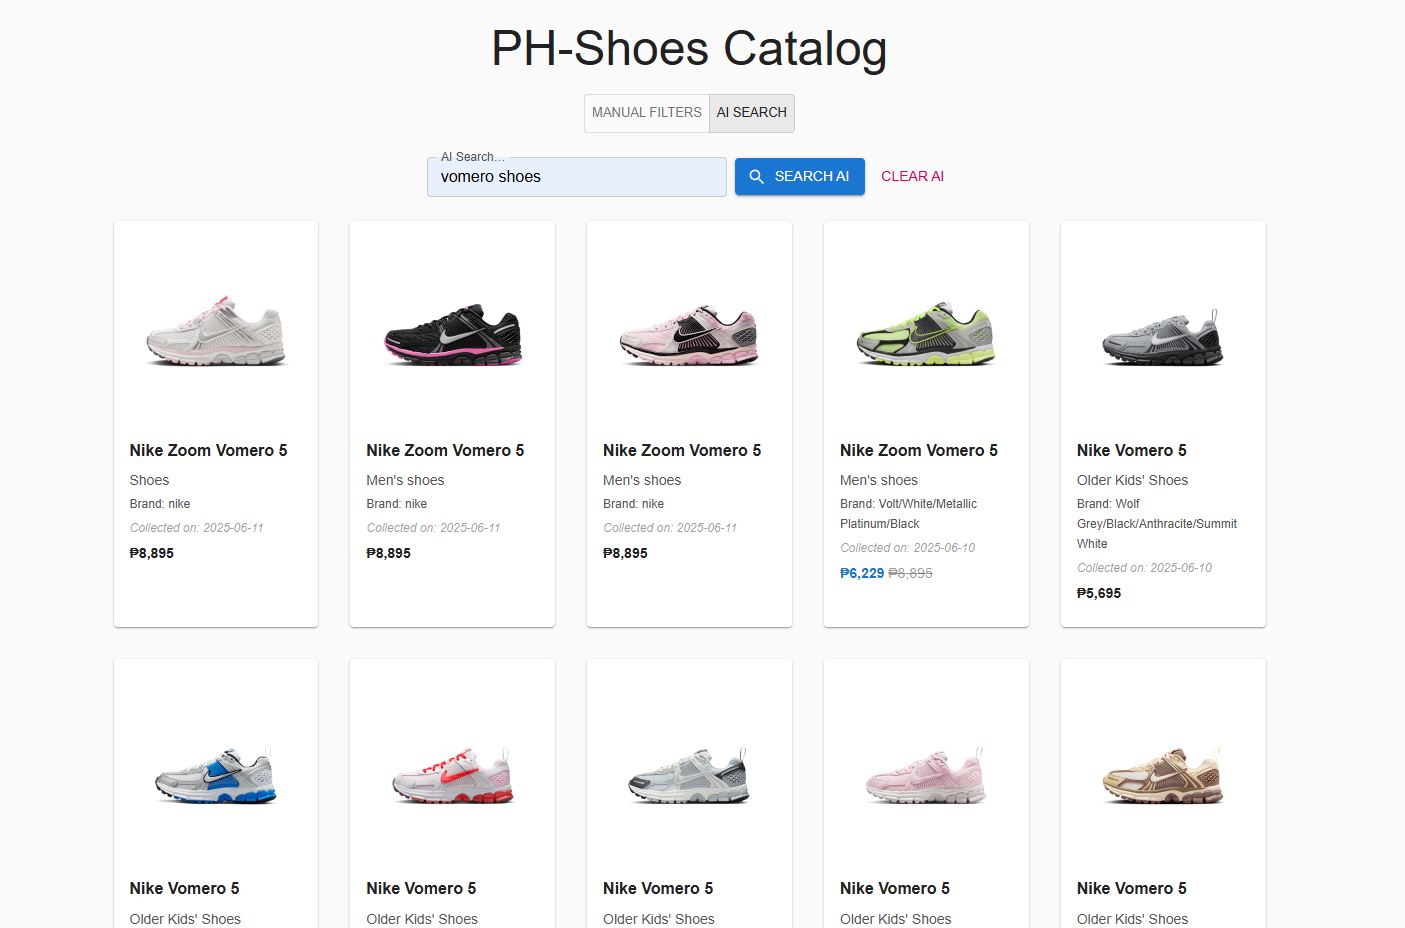 PH-Shoes Catalog
MANUAL FILTERS
AI SEARCH
AI Search...
vomero shoes
SEARCH AI
CLEAR AI
Nike Zoom Vomero 5
Shoes
Brand: nike
Collected on: 2025-06-11
₱8,895
Nike Zoom Vomero 5
Men's shoes
Brand: nike
Collected on: 2025-06-11
₱8,895
Nike Zoom Vomero 5
Men's shoes
Brand: nike
Collected on: 2025-06-11
₱8,895
Nike Zoom Vomero 5
Men's shoes
Brand: Volt/White/Metallic
Platinum/Black
Collected on: 2025-06-10
₱6,229 ₱8,895
Nike Vomero 5
Older Kids' Shoes
Brand: Wolf
Grey/Black/Anthracite/Summit
White
Collected on: 2025-06-10
₱5,695
Nike Vomero 5
Older Kids' Shoes
Nike Vomero 5
Older Kids' Shoes
Nike Vomero 5
Older Kids' Shoes
Nike Vomero 5
Older Kids' Shoes
Nike Vomero 5
Older Kids' Shoes